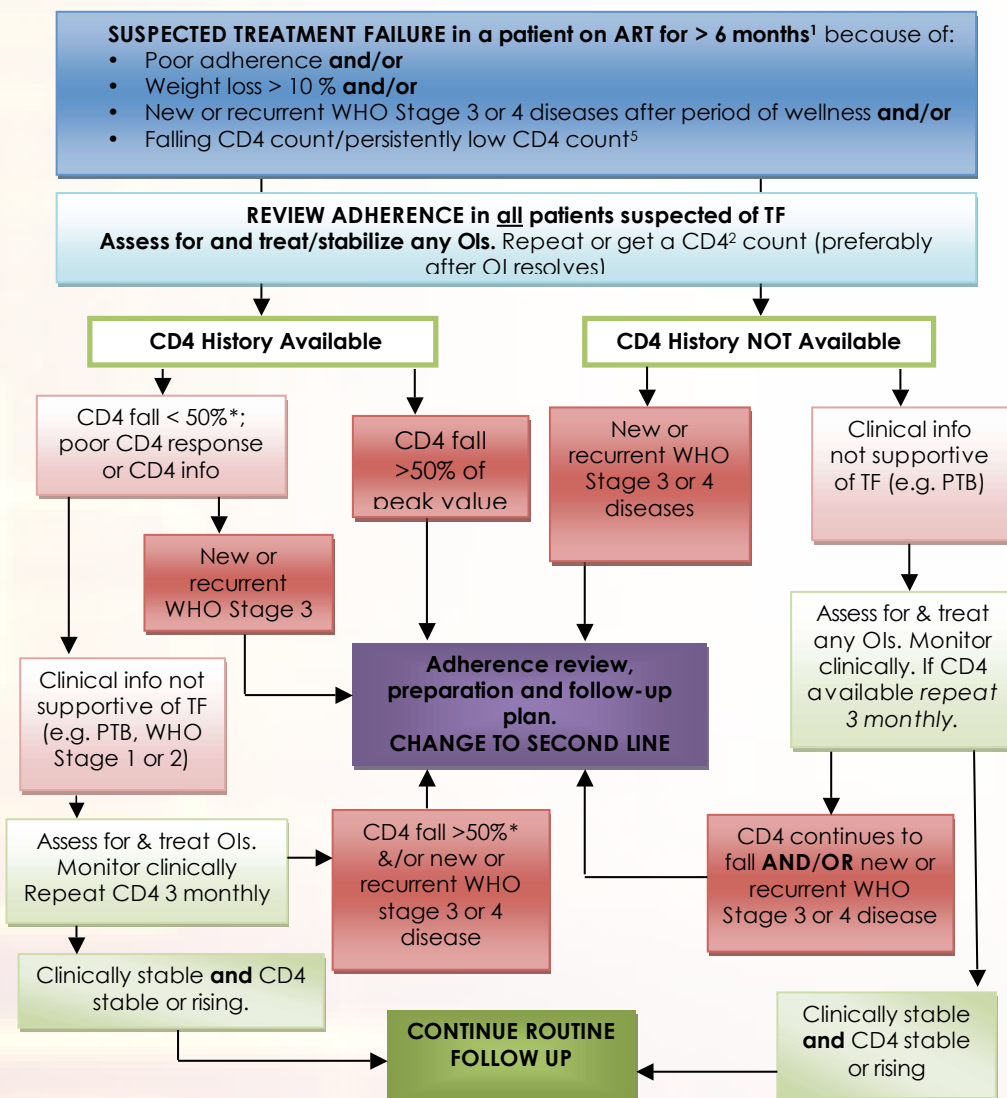 SUSPECTED TREATMENT FAILURE in a patient on ART for > 6 months¹ because of:
• Poor adherence and/or
• Weight loss > 10 % and/or
• New or recurrent WHO Stage 3 or 4 diseases after period of wellness and/or
• Falling CD4 count/persistently low CD4 count⁵
REVIEW ADHERENCE in all patients suspected of TF
Assess for and treat/stabilize any OIs. Repeat or get a CD4² count (preferably
after OI resolves)
CD4 History Available
CD4 History NOT Available
CD4 fall < 50%*;
poor CD4 response
or CD4 info
CD4 fall
>50% of
peak value
New or
recurrent WHO
Stage 3 or 4
diseases
Clinical info
not supportive
of TF (e.g. PTB)
New or
recurrent
WHO Stage 3
Assess for & treat
any OIs. Monitor
clinically. If CD4
available repeat
3 monthly.
Clinical info not
supportive of TF
(e.g. PTB, WHO
Stage 1 or 2)
Adherence review,
preparation and follow-up
plan.
CHANGE TO SECOND LINE
Assess for & treat OIs.
Monitor clinically
Repeat CD4 3 monthly
CD4 fall >50%*
&/or new or
recurrent WHO
stage 3 or 4
disease
CD4 continues to
fall AND/OR new or
recurrent WHO
Stage 3 or 4 disease
Clinically stable and CD4
stable or rising.
CONTINUE ROUTINE
FOLLOW UP
Clinically stable
and CD4 stable
or rising